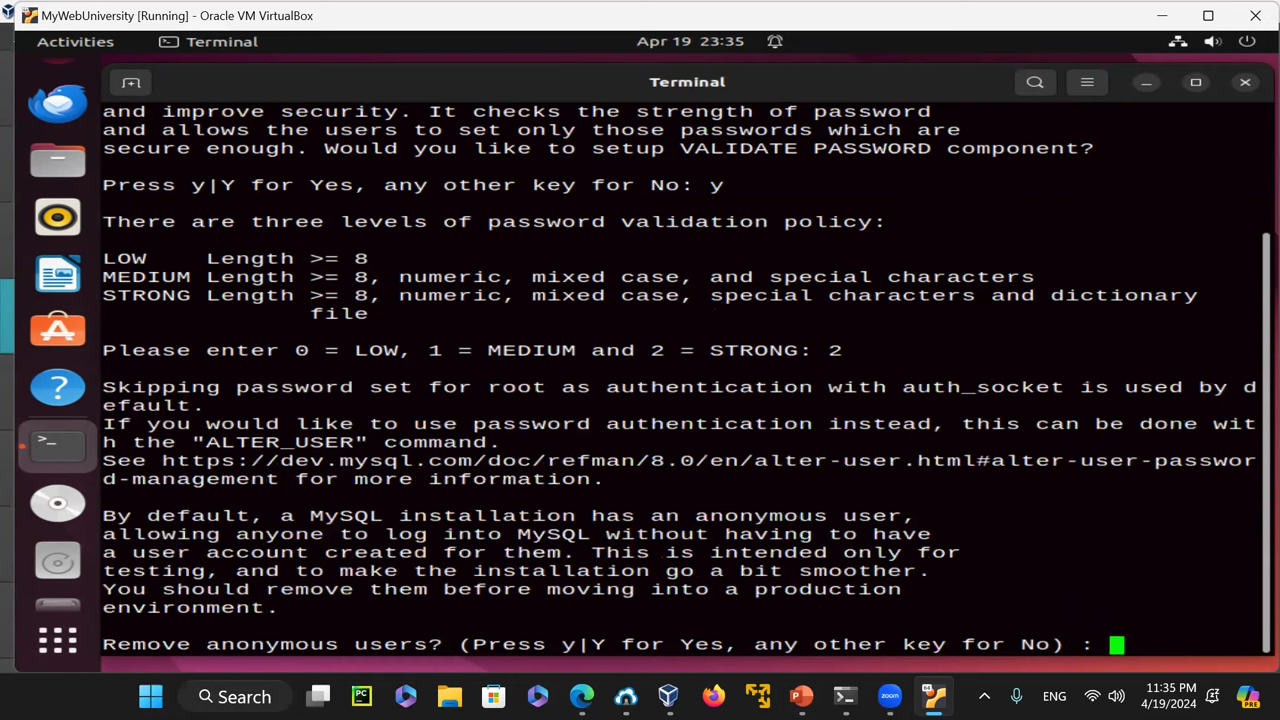 MyWebUniversity [Running] - Oracle VM VirtualBox
Activities Terminal Apr 19 23:35
Terminal
and improve security. It checks the strength of password
and allows the users to set only those passwords which are
secure enough. Would you like to setup VALIDATE PASSWORD component?
Press y|Y for Yes, any other key for No: y
There are three levels of password validation policy:
LOW Length >= 8
MEDIUM Length >= 8, numeric, mixed case, and special characters
STRONG Length >= 8, numeric, mixed case, special characters and dictionary
file
Please enter 0 = LOW, 1 = MEDIUM and 2 = STRONG: 2
Skipping password set for root as authentication with auth_socket is used by d
efault.
If you would like to use password authentication instead, this can be done wit
h the "ALTER_USER" command.
See https://dev.mysql.com/doc/refman/8.0/en/alter-user.html#alter-user-passwor
d-management for more information.
By default, a MySQL installation has an anonymous user,
allowing anyone to log into MySQL without having to have
a user account created for them. This is intended only for
testing, and to make the installation go a bit smoother.
You should remove them before moving into a production
environment.
Remove anonymous users? (Press y|Y for Yes, any other key for No) :
Search
PC
zoom
ENG
11:35 PM
4/19/2024
PRE